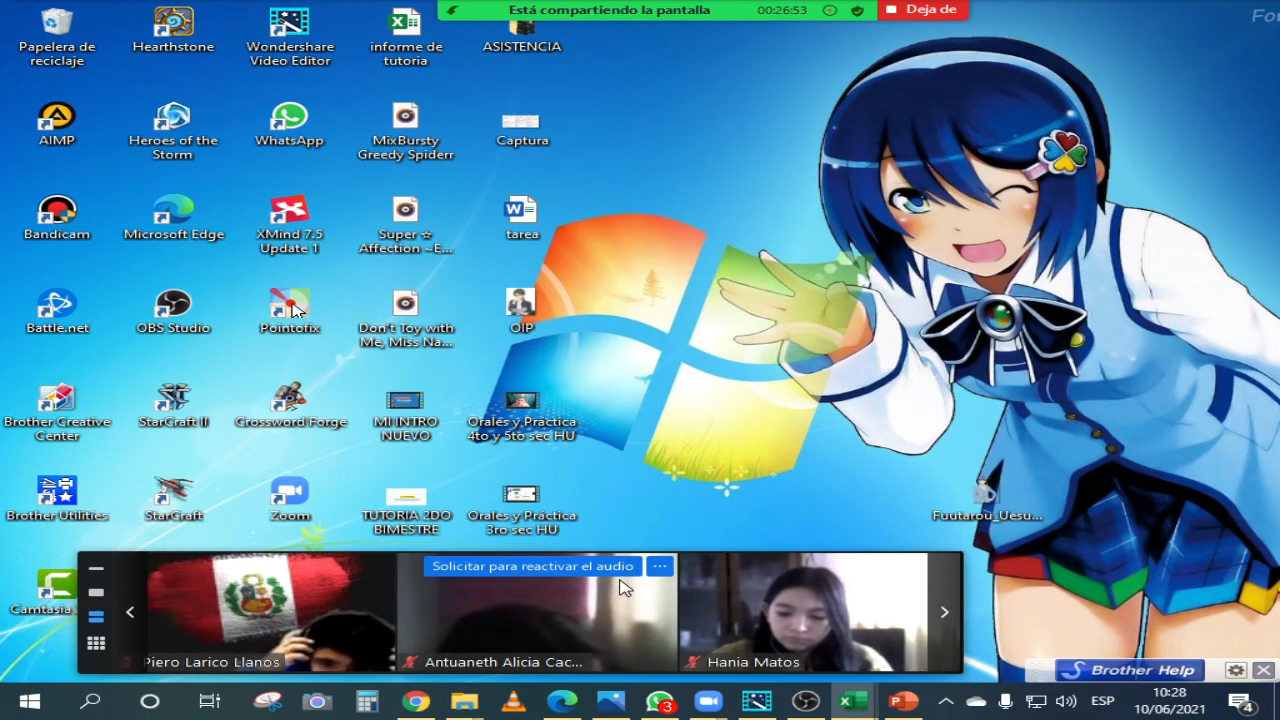 Está compartiendo la pantalla
00:26:53
Deja de
Papelera de
reciclaje
Hearthstone
Wondershare
Video Editor
informe de
tutoria
ASISTENCIA
AIMP
Heroes of the
Storm
WhatsApp
MixBursty
Greedy Spiderr
Captura
Bandicam
Microsoft Edge
XMind 7.5
Update 1
Super ☆
Affection ~E...
tarea
Battle.net
OBS Studio
Pointofix
Don't Toy with
Me, Miss Na...
OIP
Brother Creative
Center
StarCraft II
Crossword Forge
MI INTRO
NUEVO
Orales y Práctica
4to y 5to sec HU
Brother Utilities
StarCraft
Zoom
TUTORIA 2DO
BIMESTRE
Orales y Práctica
3ro sec HU
Fuutarou_Uesu...
Camtasia
Solicitar para reactivar el audio
...
Piero Larico Llanos
Antuaneth Alicia Cac...
Hania Matos
Brother Help
3
ESP
10:28
10/06/2021
4